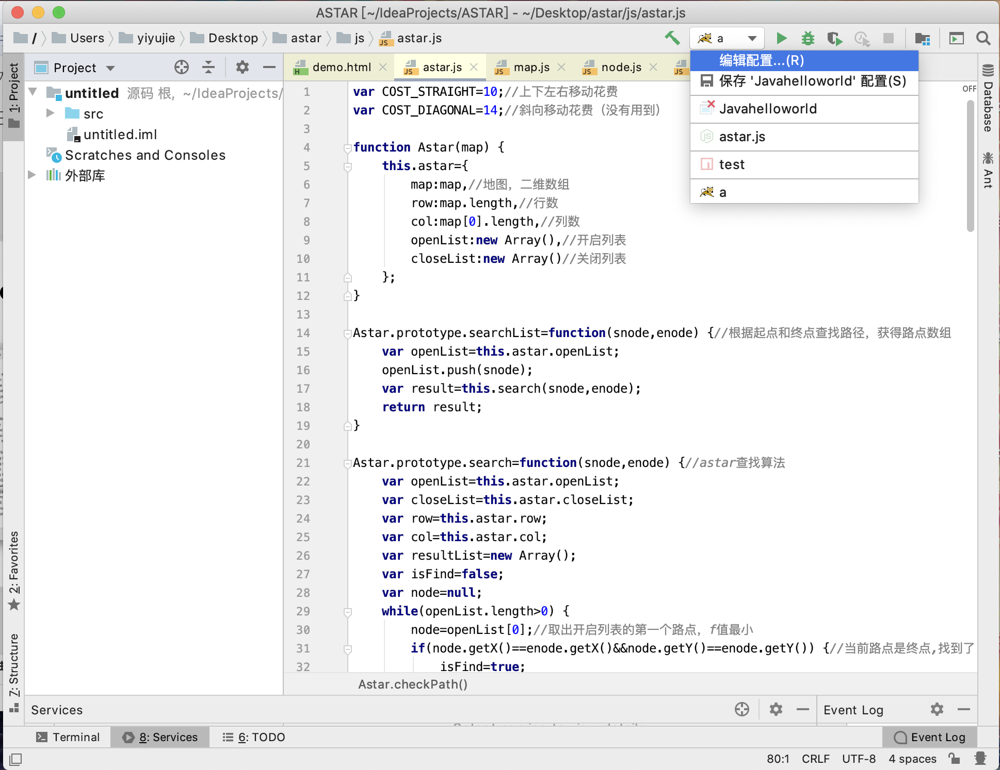 ASTAR [~/IdeaProjects/ASTAR] - ~/Desktop/astar/js/astar.js
/ Users yiyujie Desktop astar js astar.js
a
编辑配置...(R)
保存 'Javahelloworld' 配置(S)
Javahelloworld
astar.js
test
a
1: Project
2: Favorites
7: Structure
Project
untitled 源码 根, ~/IdeaProjects/
src
untitled.iml
Scratches and Consoles
外部库
demo.html astar.js map.js node.js
OFF
Database
Ant
1 var COST_STRAIGHT=10;//上下左右移动花费
2 var COST_DIAGONAL=14;//斜向移动花费（没有用到）
3
4 function Astar(map) {
5 this.astar={
6 map:map,//地图，二维数组
7 row:map.length,//行数
8 col:map[0].length,//列数
9 openList:new Array(),//开启列表
10 closeList:new Array()//关闭列表
11 };
12 }
13
14 Astar.prototype.searchList=function(snode,enode) {//根据起点和终点查找路径，获得路点数组
15 var openList=this.astar.openList;
16 openList.push(snode);
17 var result=this.search(snode,enode);
18 return result;
19 }
20
21 Astar.prototype.search=function(snode,enode) {//astar查找算法
22 var openList=this.astar.openList;
23 var closeList=this.astar.closeList;
24 var row=this.astar.row;
25 var col=this.astar.col;
26 var resultList=new Array();
27 var isFind=false;
28 var node=null;
29 while(openList.length>0) {
30 node=openList[0];//取出开启列表的第一个路点，f值最小
31 if(node.getX()==enode.getX()&&node.getY()==enode.getY()) {//当前路点是终点,找到了
32 isFind=true;
Astar.checkPath()
Services
Event Log
Terminal 8: Services 6: TODO Event Log
80:1 CRLF UTF-8 4 spaces